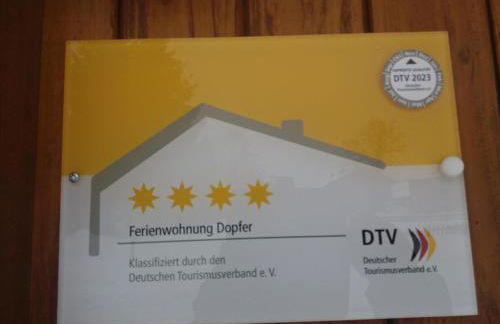 DTV 2023
Ferienwohnung Dopfer
Klassifiziert durch den
Deutschen Tourismusverband e. V.
DTV
Deutscher
Tourismusverband e.V.